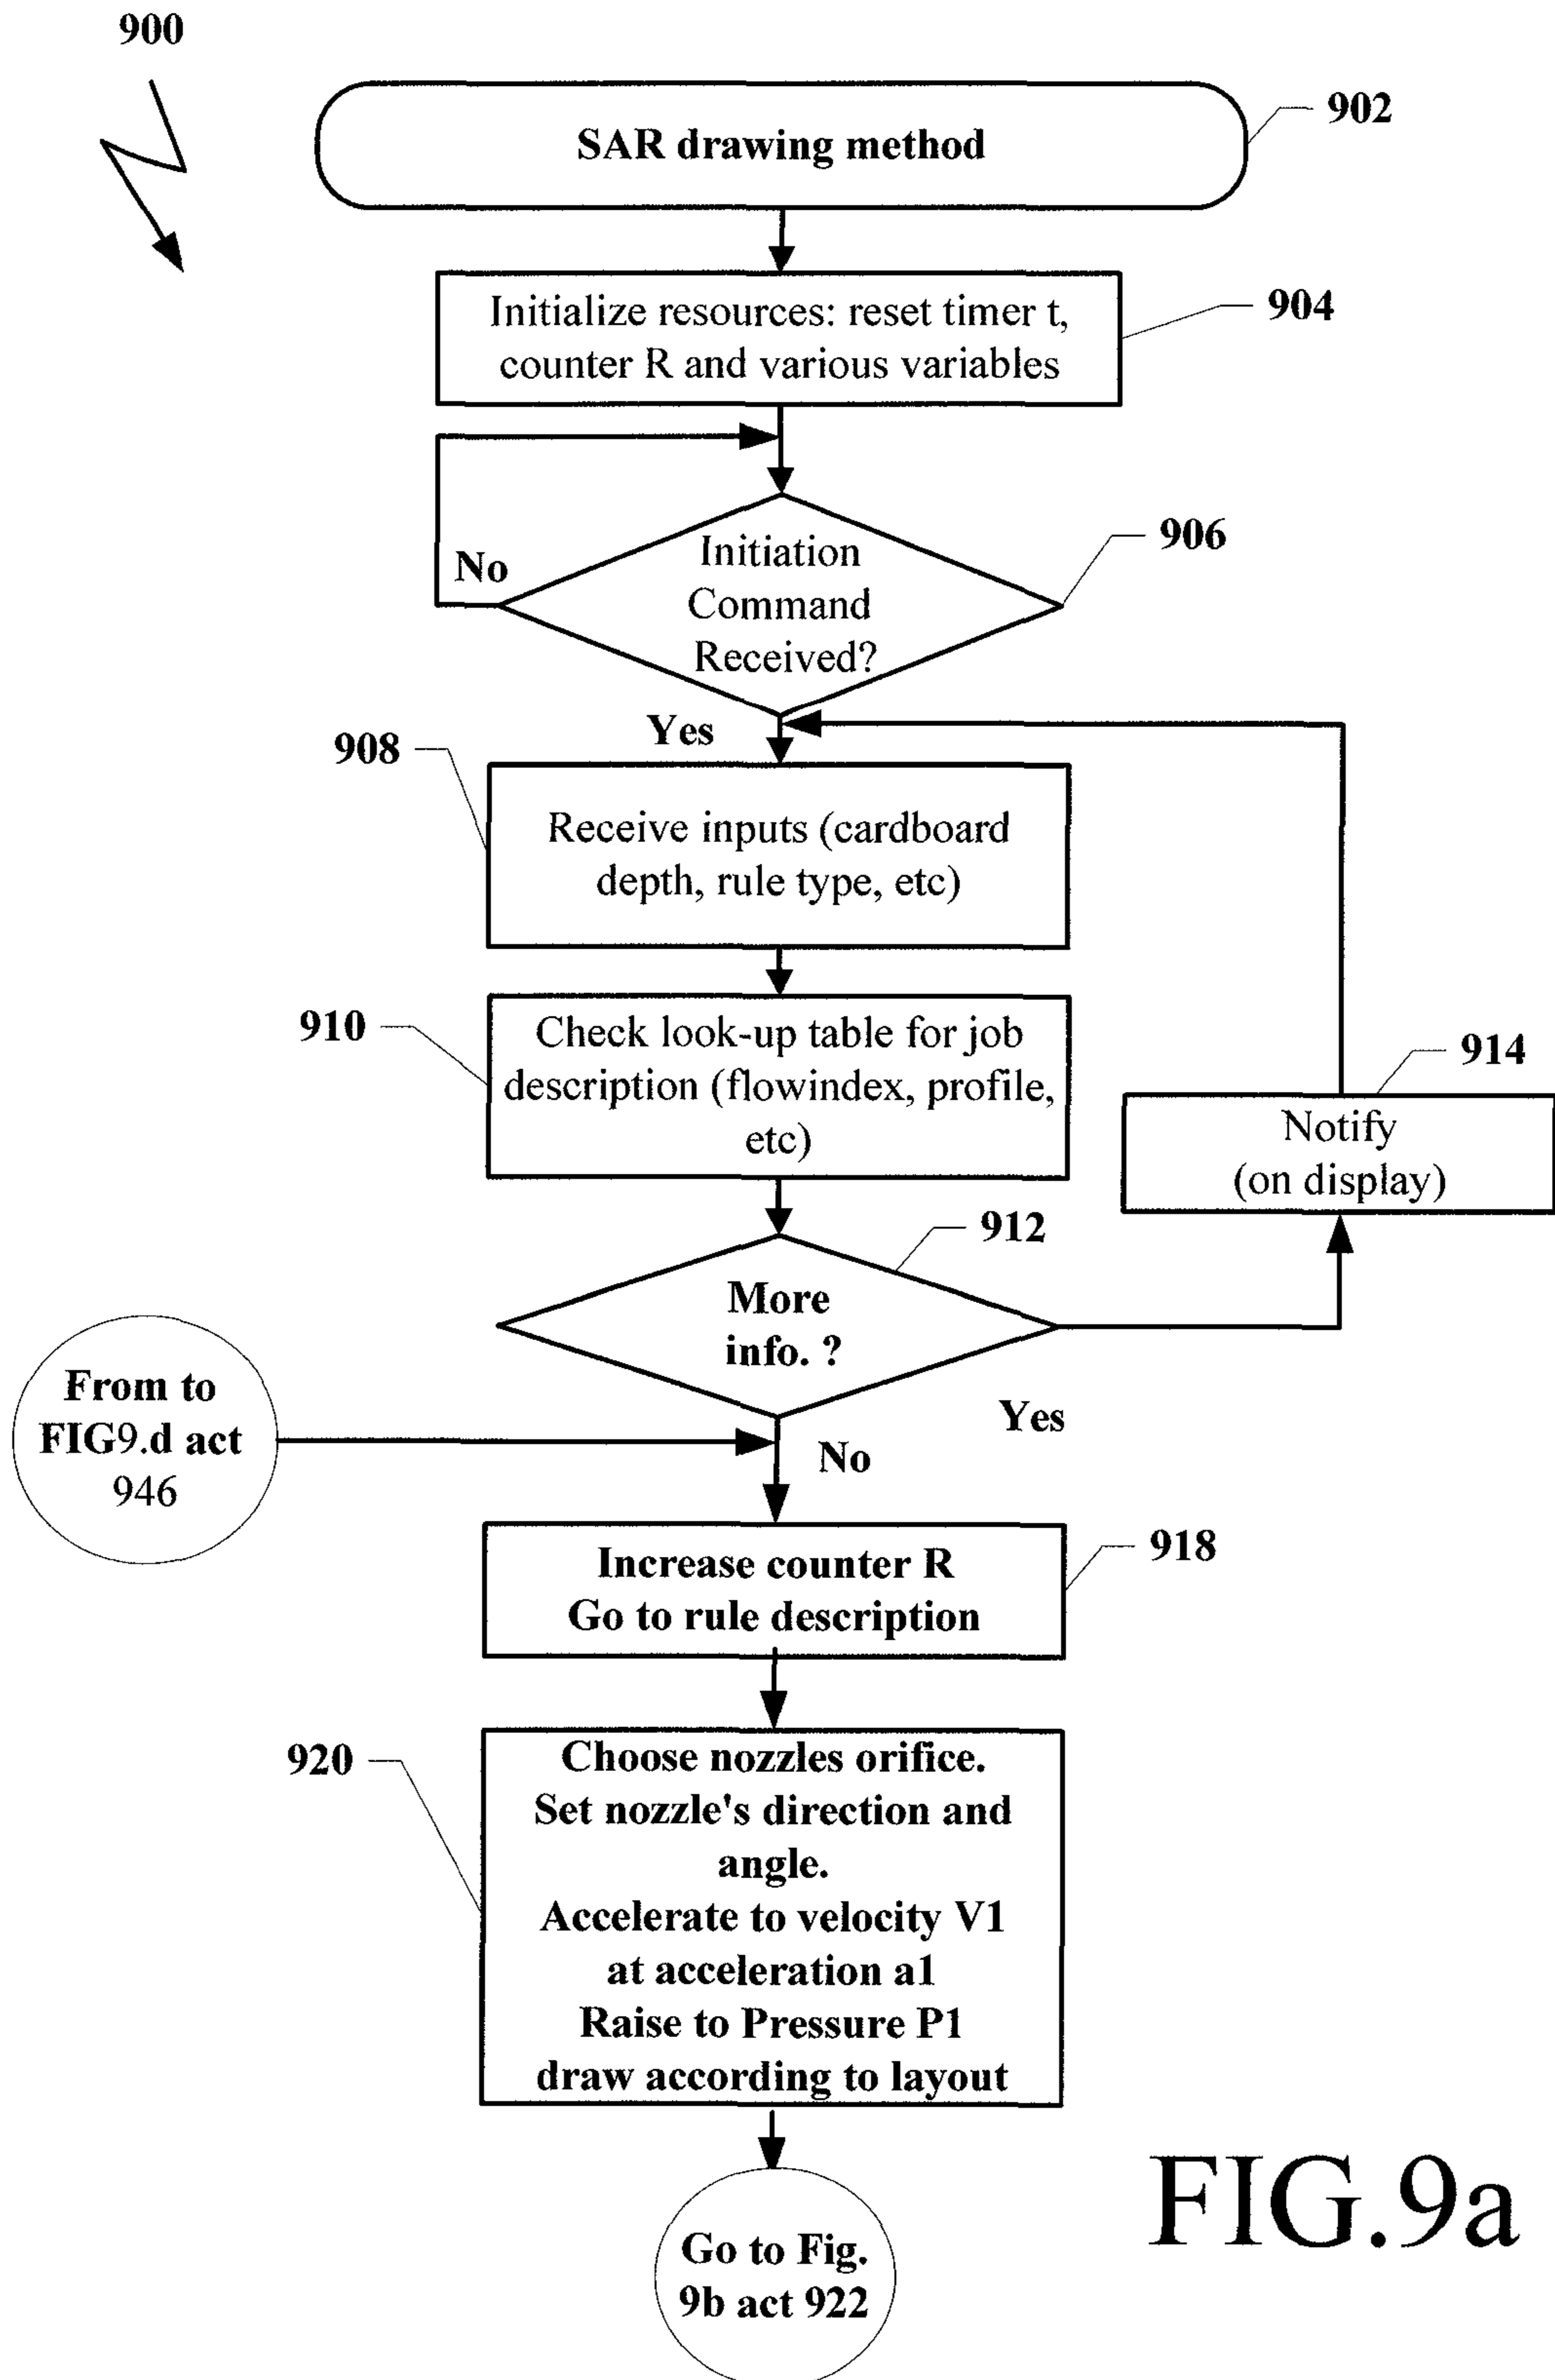 900
SAR drawing method
902
Initialize resources: reset timer t,
counter R and various variables
904
Initiation
Command
Received?
906
No
Yes
908
Receive inputs (cardboard
depth, rule type, etc)
910
Check look-up table for job
description (flowindex, profile,
etc)
914
Notify
(on display)
912
More
info. ?
Yes
No
From to
FIG9.d act
946
Increase counter R
Go to rule description
918
920
Choose nozzles orifice.
Set nozzle's direction and
angle.
Accelerate to velocity V1
at acceleration a1
Raise to Pressure P1
draw according to layout
Go to Fig.
9b act 922
FIG.9a